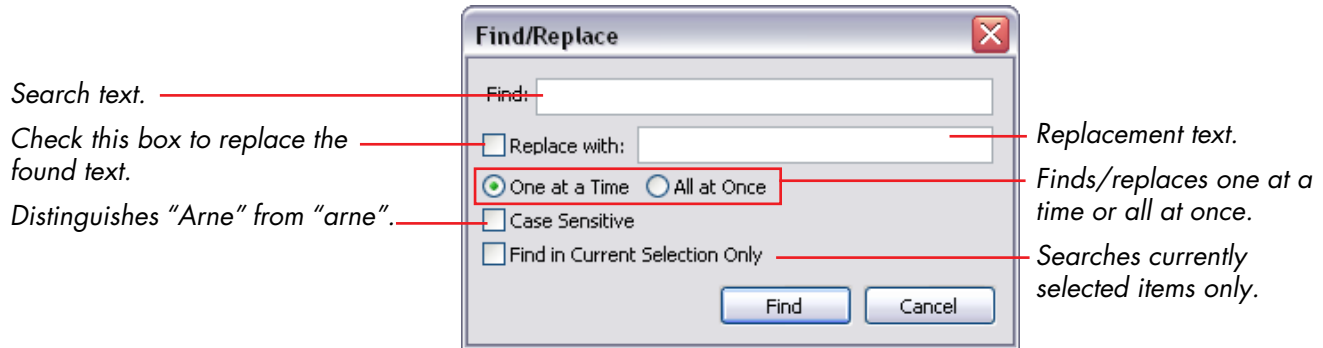 Find/Replace
Search text.
Find:
Check this box to replace the
found text.
Replace with:
Replacement text.
One at a Time All at Once
Finds/replaces one at a
time or all at once.
Distinguishes “Arne” from “arne”.
Case Sensitive
Find in Current Selection Only
Searches currently
selected items only.
Find Cancel